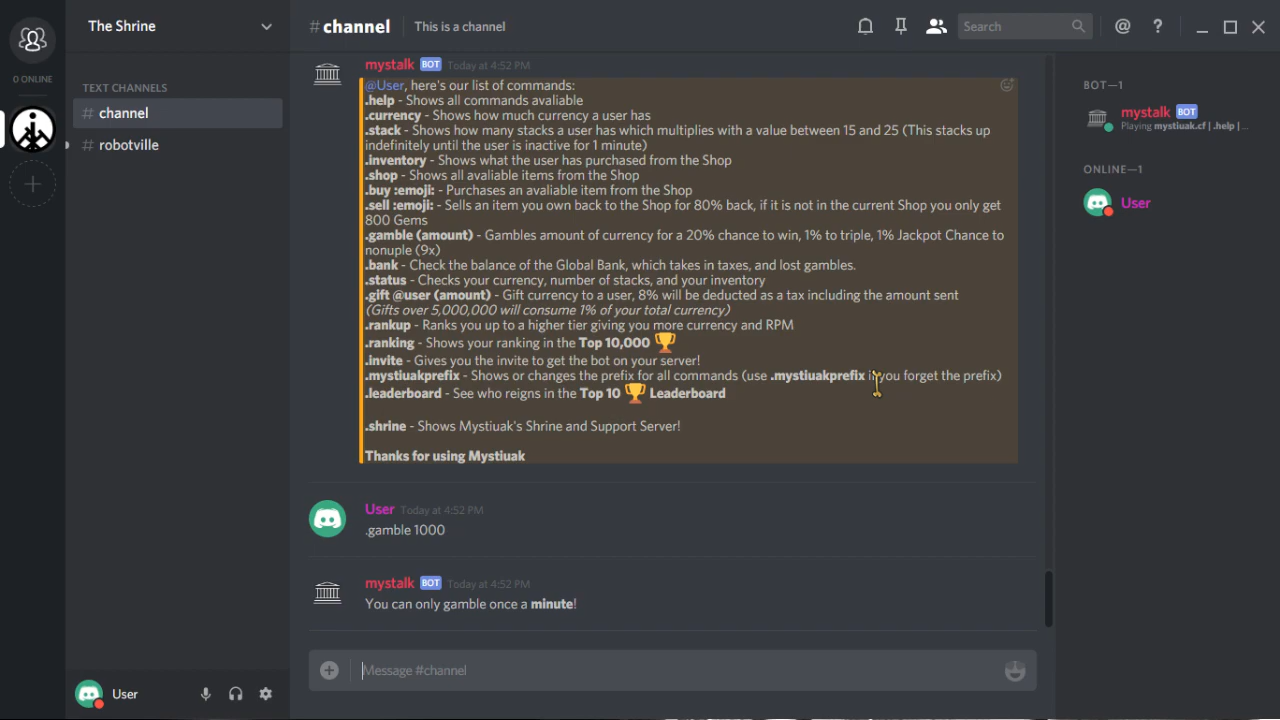 The Shrine
#channel
This is a channel
Search
0 ONLINE
TEXT CHANNELS
# channel
# robotville
mystalk BOT Today at 4:52 PM
@User, here's our list of commands:
.help - Shows all commands avaliable
.currency - Shows how much currency a user has
.stack - Shows how many stacks a user has which multiplies with a value between 15 and 25 (This stacks up
indefinitely until the user is inactive for 1 minute)
.inventory - Shows what the user has purchased from the Shop
.shop - Shows all avaliable items from the Shop
.buy :emoji: - Purchases an avaliable item from the Shop
.sell :emoji: - Sells an item you own back to the Shop for 80% back, if it is not in the current Shop you only get
800 Gems
.gamble (amount) - Gambles amount of currency for a 20% chance to win, 1% to triple, 1% Jackpot Chance to
nonuple (9x)
.bank - Check the balance of the Global Bank, which takes in taxes, and lost gambles.
.status - Checks your currency, number of stacks, and your inventory
.gift @user (amount) - Gift currency to a user, 8% will be deducted as a tax including the amount sent
(Gifts over 5,000,000 will consume 1% of your total currency)
.rankup - Ranks you up to a higher tier giving you more currency and RPM
.ranking - Shows your ranking in the Top 10,000 🏆
.invite - Gives you the invite to get the bot on your server!
.mystiuakprefix - Shows or changes the prefix for all commands (use .mystiuakprefix if you forget the prefix)
.leaderboard - See who reigns in the Top 10 🏆 Leaderboard
.shrine - Shows Mystiuak's Shrine and Support Server!
Thanks for using Mystiuak
User Today at 4:52 PM
.gamble 1000
mystalk BOT Today at 4:52 PM
You can only gamble once a minute!
Message #channel
User
BOT—1
mystalk BOT
Playing mystiuak.cf | .help | ...
ONLINE—1
User